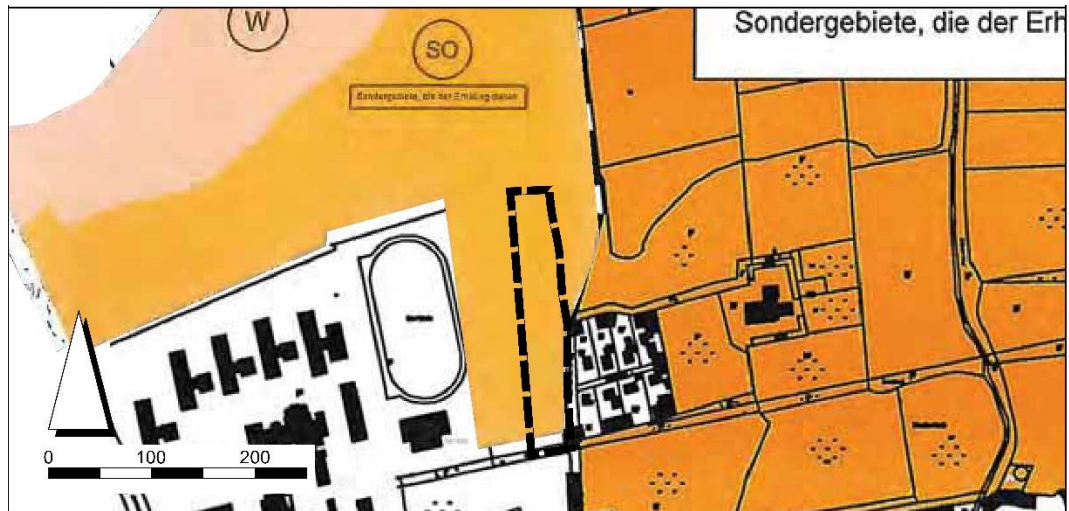 W
SO
Sondergebiete, die der Erholung dienen
Sondergebiete, die der Erh
0 100 200